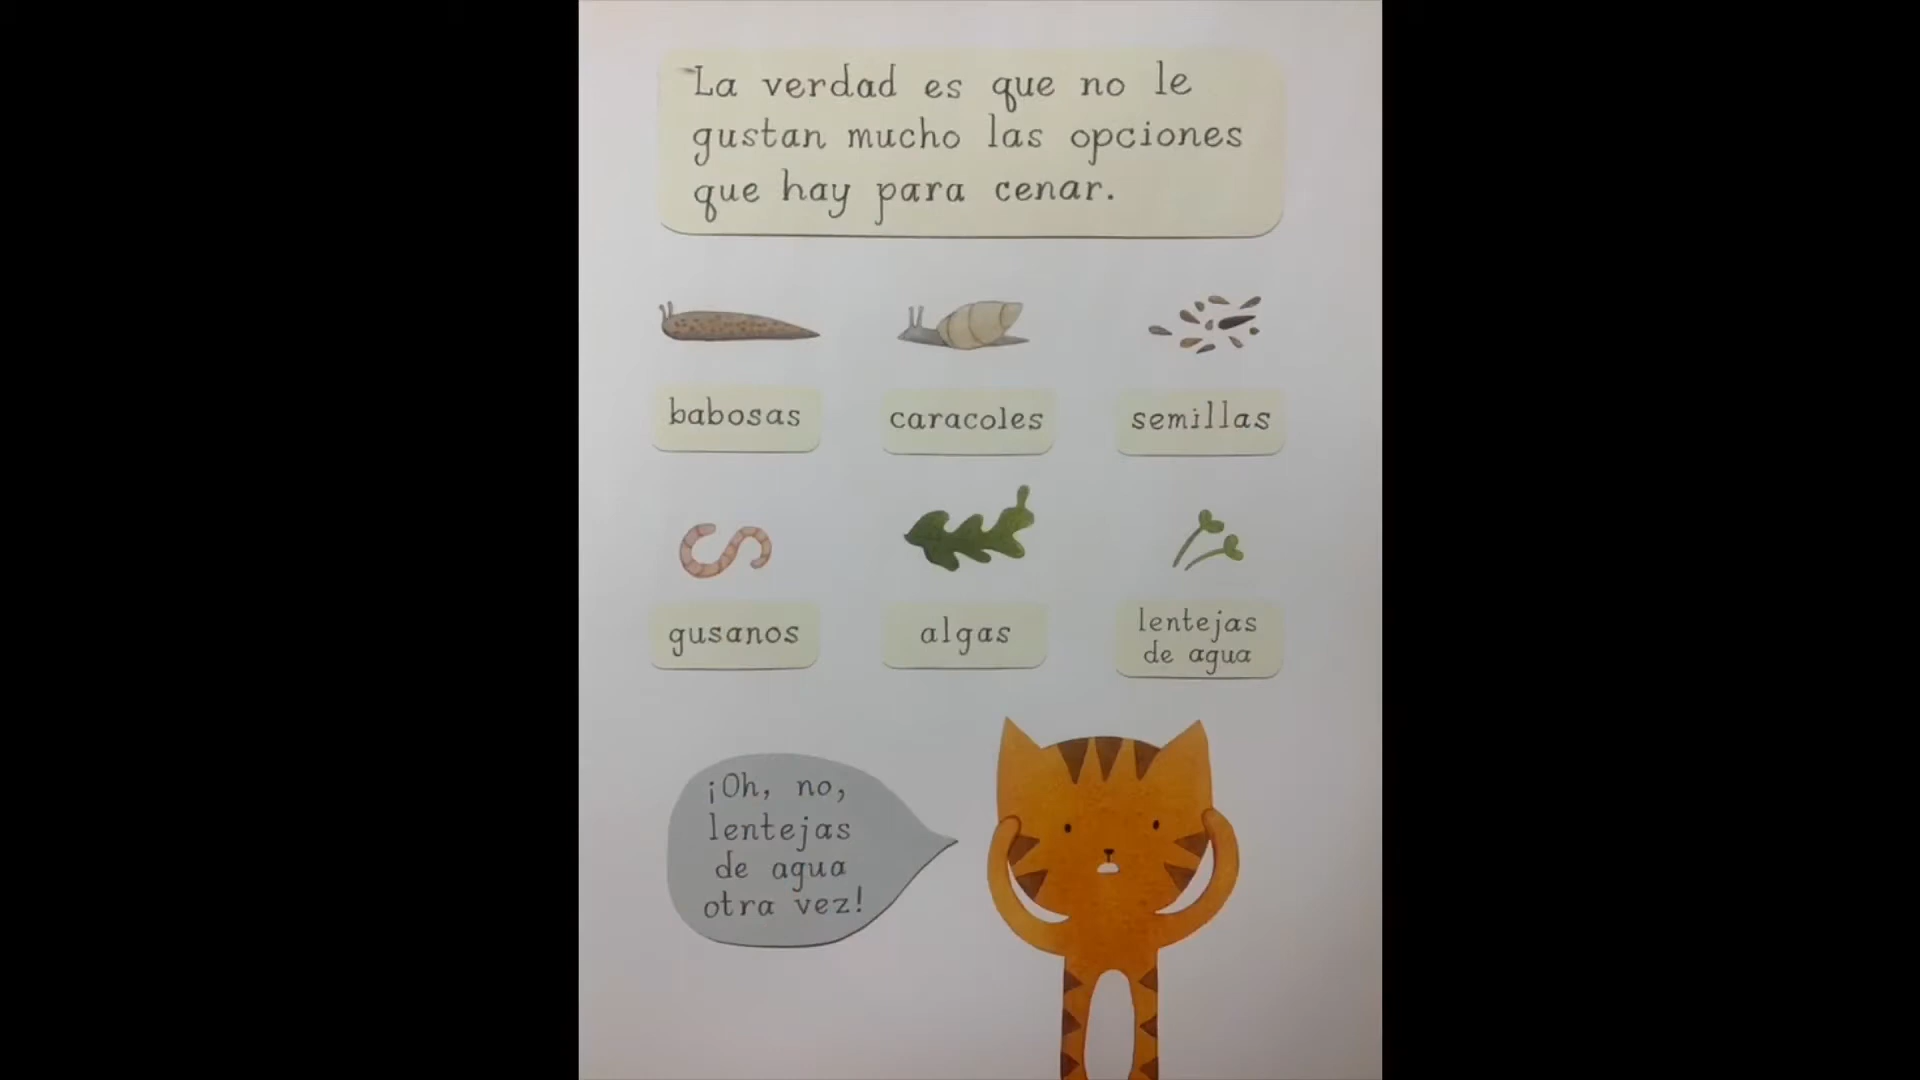 La verdad es que no le
gustan mucho las opciones
que hay para cenar.
babosas
caracoles
semillas
gusanos
algas
lentejas
de agua
¡Oh, no,
lentejas
de agua
otra vez!